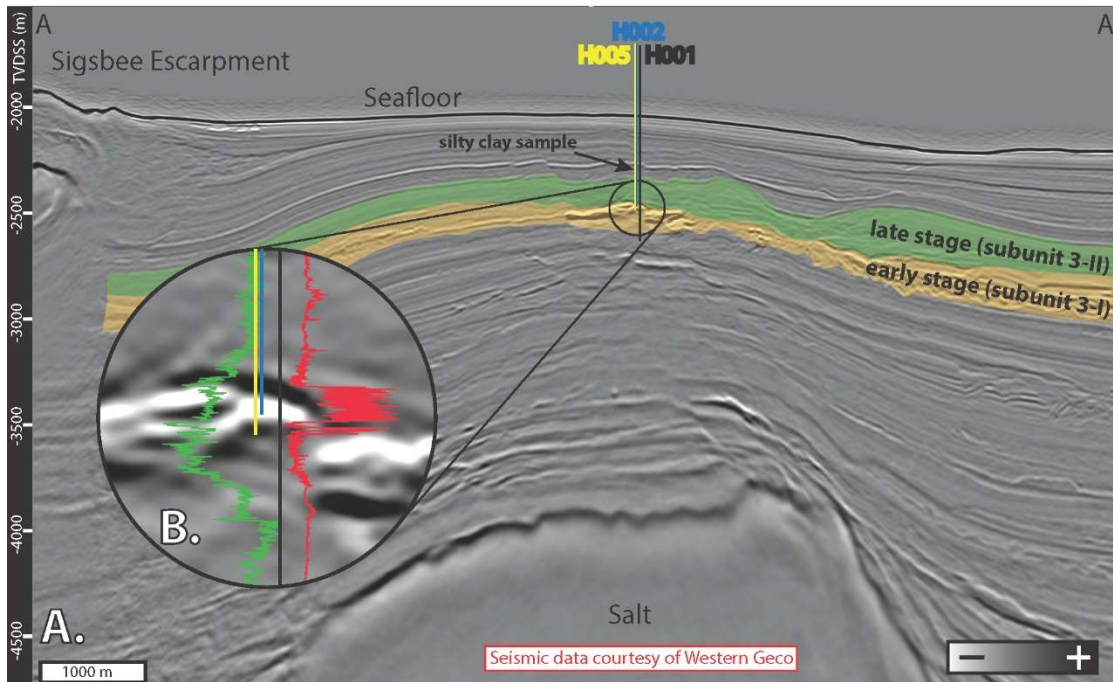 A
A
TVDSS (m)
H002
H005 H001
Sigsbee Escarpment
Seafloor
-2000
silty clay sample
-2500
late stage (subunit 3-II)
early stage (subunit 3-I)
-3000
-3500
B.
-4000
A.
Salt
-4500
1000 m
Seismic data courtesy of Western Geco
− +